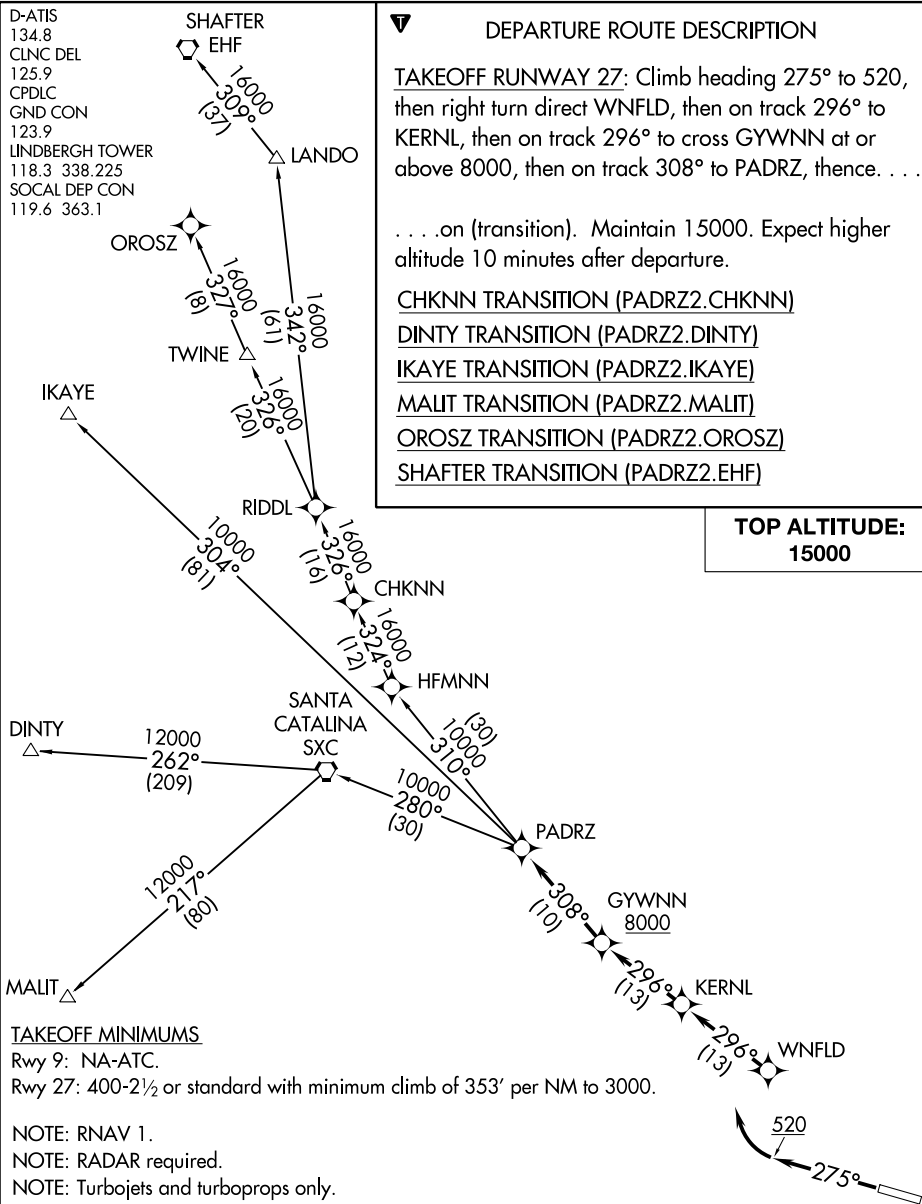 D-ATIS
134.8
CLNC DEL
125.9
CPDLC
GND CON
123.9
LINDBERGH TOWER
118.3 338.225
SOCAL DEP CON
119.6 363.1
SHAFTER
EHF
16000
309°
(37)
LANDO
OROSZ
16000
327°
(8)
16000
342°
(61)
TWINE
16000
326°
(20)
IKAYE
RIDDL
10000
304°
(81)
16000
326°
(16)
CHKNN
16000
324°
(12)
HFMNN
SANTA
CATALINA
SXC
(30)
10000
310°
DINTY
12000
262°
(209)
10000
280°
(30)
PADRZ
12000
217°
(80)
308°
(10)
GYWNN
8000
296°
(13)
KERNL
MALIT
296°
(13)
WNFLD
520
275°
T
DEPARTURE ROUTE DESCRIPTION
TAKEOFF RUNWAY 27: Climb heading 275° to 520,
then right turn direct WNFLD, then on track 296° to
KERNL, then on track 296° to cross GYWNN at or
above 8000, then on track 308° to PADRZ, thence. . . .
. . . .on (transition). Maintain 15000. Expect higher
altitude 10 minutes after departure.
CHKNN TRANSITION (PADRZ2.CHKNN)
DINTY TRANSITION (PADRZ2.DINTY)
IKAYE TRANSITION (PADRZ2.IKAYE)
MALIT TRANSITION (PADRZ2.MALIT)
OROSZ TRANSITION (PADRZ2.OROSZ)
SHAFTER TRANSITION (PADRZ2.EHF)
TOP ALTITUDE:
15000
TAKEOFF MINIMUMS
Rwy 9: NA-ATC.
Rwy 27: 400-2½ or standard with minimum climb of 353' per NM to 3000.
NOTE: RNAV 1.
NOTE: RADAR required.
NOTE: Turbojets and turboprops only.